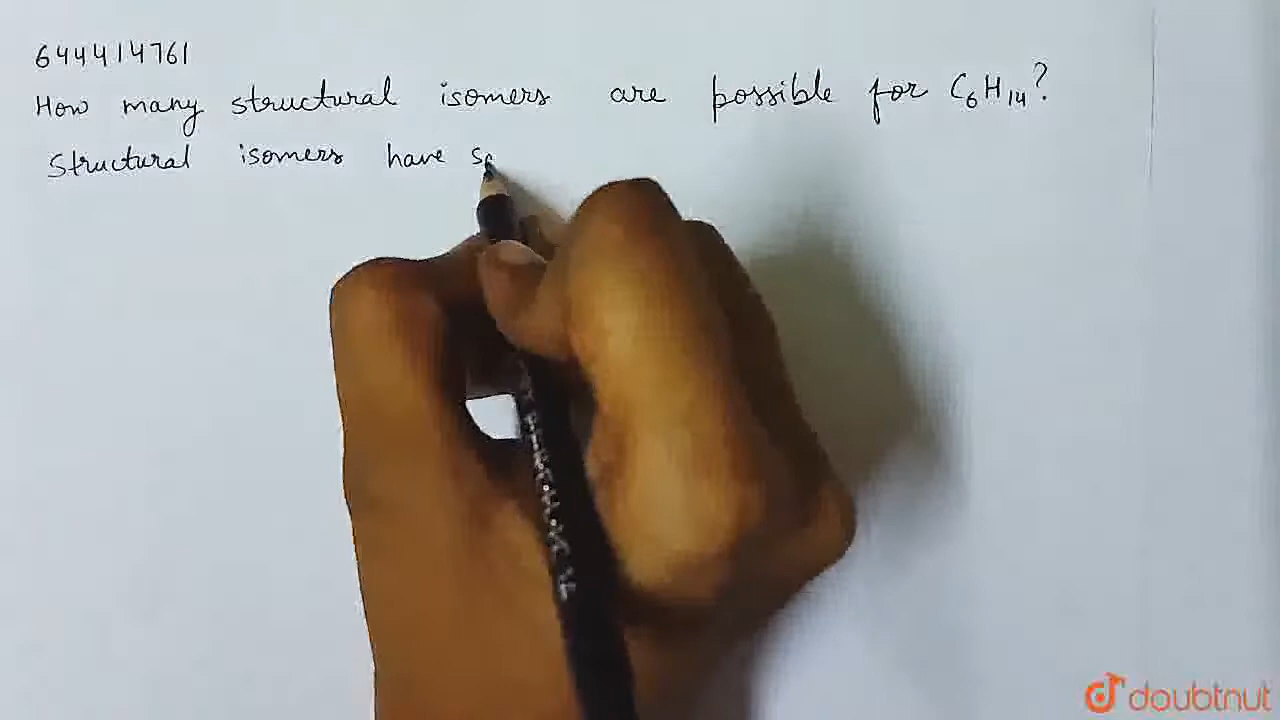 644414761
How many structural isomers are possible for C₆H₁₄?
Structural isomers have
doubtnut